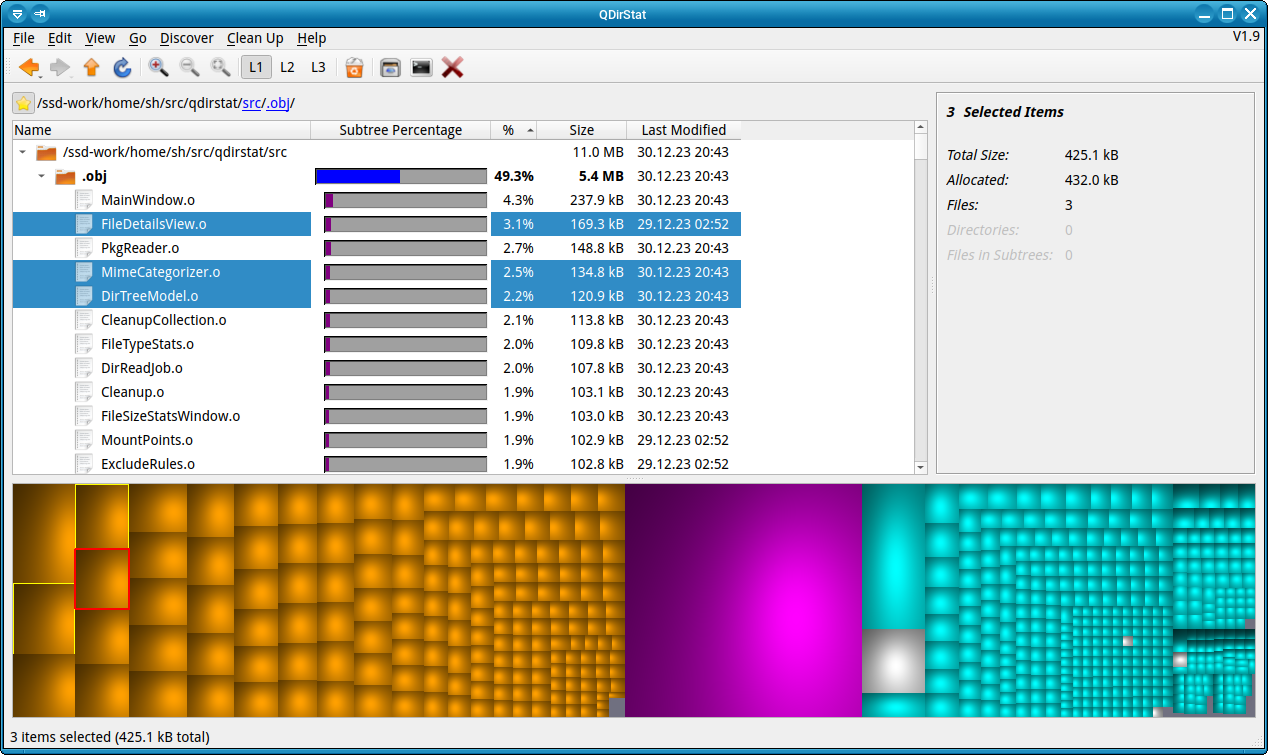 QDirStat
File Edit View Go Discover Clean Up Help V1.9
L1 L2 L3
/ssd-work/home/sh/src/qdirstat/src/.obj/
Name Subtree Percentage % Size Last Modified
/ssd-work/home/sh/src/qdirstat/src 11.0 MB 30.12.23 20:43
.obj 49.3% 5.4 MB 30.12.23 20:43
MainWindow.o 4.3% 237.9 kB 30.12.23 20:43
FileDetailsView.o 3.1% 169.3 kB 29.12.23 02:52
PkgReader.o 2.7% 148.8 kB 30.12.23 20:43
MimeCategorizer.o 2.5% 134.8 kB 30.12.23 20:43
DirTreeModel.o 2.2% 120.9 kB 30.12.23 20:43
CleanupCollection.o 2.1% 113.8 kB 30.12.23 20:43
FileTypeStats.o 2.0% 109.8 kB 30.12.23 20:43
DirReadJob.o 2.0% 107.8 kB 30.12.23 20:43
Cleanup.o 1.9% 103.1 kB 30.12.23 20:43
FileSizeStatsWindow.o 1.9% 103.0 kB 30.12.23 20:43
MountPoints.o 1.9% 102.9 kB 29.12.23 02:52
ExcludeRules.o 1.9% 102.8 kB 29.12.23 02:52
3 Selected Items
Total Size: 425.1 kB
Allocated: 432.0 kB
Files: 3
Directories: 0
Files In Subtrees: 0
3 items selected (425.1 kB total)